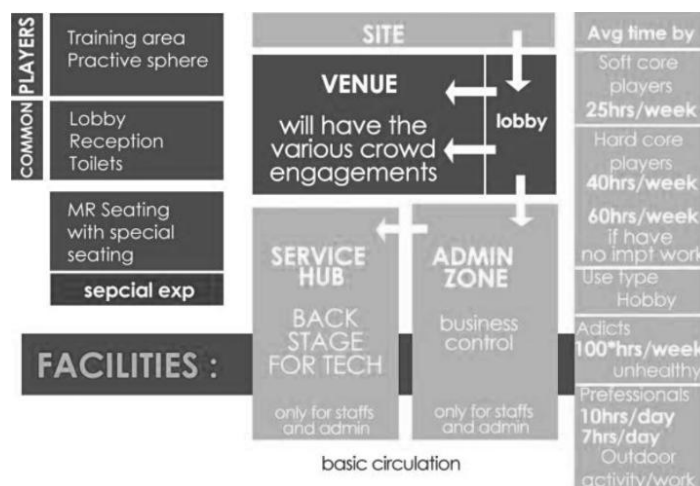 PLAYERS
Training area
Practive sphere
COMMON
Lobby
Reception
Toilets
MR Seating
with special
seating
sepcial exp
FACILITIES :
SITE
VENUE
will have the
various crowd
engagements
lobby
SERVICE
HUB
BACK
STAGE
FOR TECH
only for staffs
and admin
ADMIN
ZONE
business
control
only for staffs
and admin
basic circulation
Avg time by
Soft core
players
25hrs/week
Hard core
players
40hrs/week
60hrs/week
if have
no impt work
Use type
Hobby
Adicts
100*hrs/week
unhealthy
Prefessionals
10hrs/day
7hrs/day
Outdoor
activity/work